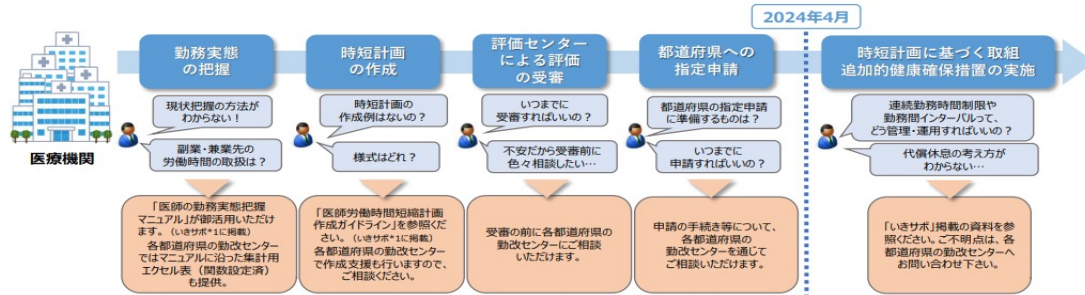 2024年4月
医療機関
勤務実態
の把握
現状把握の方法が
わからない！
副業・兼業先の
労働時間の取扱は？
「医師の勤務実態把握
マニュアル」が御活用いただけ
ます。（いきサポ*1に掲載）
各都道府県の勤改センター
ではマニュアルに沿った集計用
エクセル表（関数設定済）
も提供。
時短計画
の作成
時短計画の
作成例はないの？
様式はどれ？
「医師労働時間短縮計画
作成ガイドライン」を参照くだ
さい。（いきサポ*1に掲載）
各都道府県の勤改センター
で作成支援も行いますので、
ご相談ください。
評価センター
による評価
の受審
いつまでに
受審すればいいの？
不安だから受審前に
色々相談したい…
受審の前に各都道府県の
勤改センターにご相談
いただけます。
都道府県への
指定申請
都道府県の指定申請
に準備するものは？
いつまでに
申請すればいいの？
申請の手続き等について、
各都道府県の
勤改センターを通じて
ご相談いただけます。
時短計画に基づく取組
追加的健康確保措置の実施
連続勤務時間制限や
勤務間インターバルって、
どう管理・運用すればいいの？
代償休息の考え方が
わからない…
「いきサポ」掲載の資料を
参照ください。ご不明点は、各
都道府県の勤改センターへ
お問い合わせ下さい。